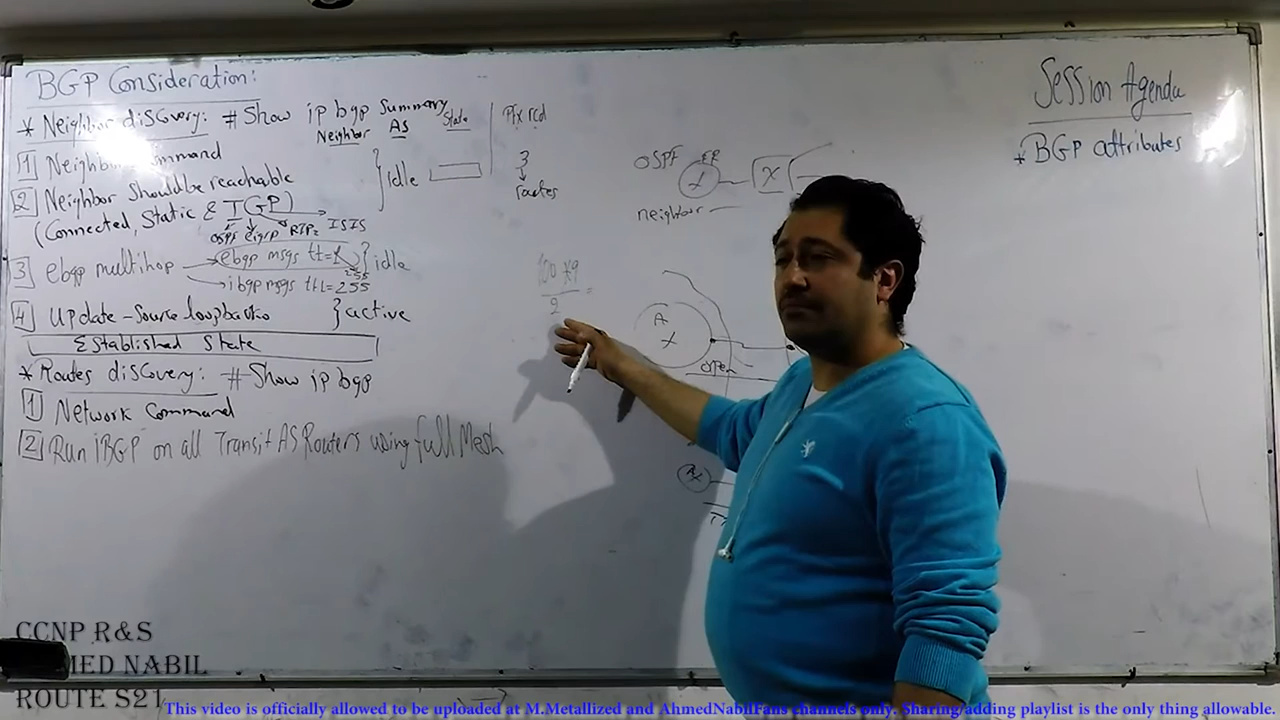 BGP Consideration:
* Neighbor disCovery: # Show ip bgp Summary
Neighbor AS State Pfx rcd
1 Neighbor Command
2 Neighbor Should be reachable
(Connected, Static & IGP)
OSPF eigrp RIP2 ISIS
} Idle
routes
3 ebgp multihop
ebgp msgs ttl=1
255
ibgp msgs ttl=255
} idle
4 Update-Source loopback
} active
Established State
* Routes disCovery: # Show ip bgp
1 Network Command
2 Run iBGP on all Transit AS Routers using full Mesh
100 * 9
2
=
OSPF
X
neighbor
A
X
open
Session Agenda
* BGP attributes
CCNP R&S
MED NABIL
ROUTE S21
This video is officially allowed to be uploaded at M.Metallized and AhmedNabilFans channels only. Sharing/adding playlist is the only thing allowable.